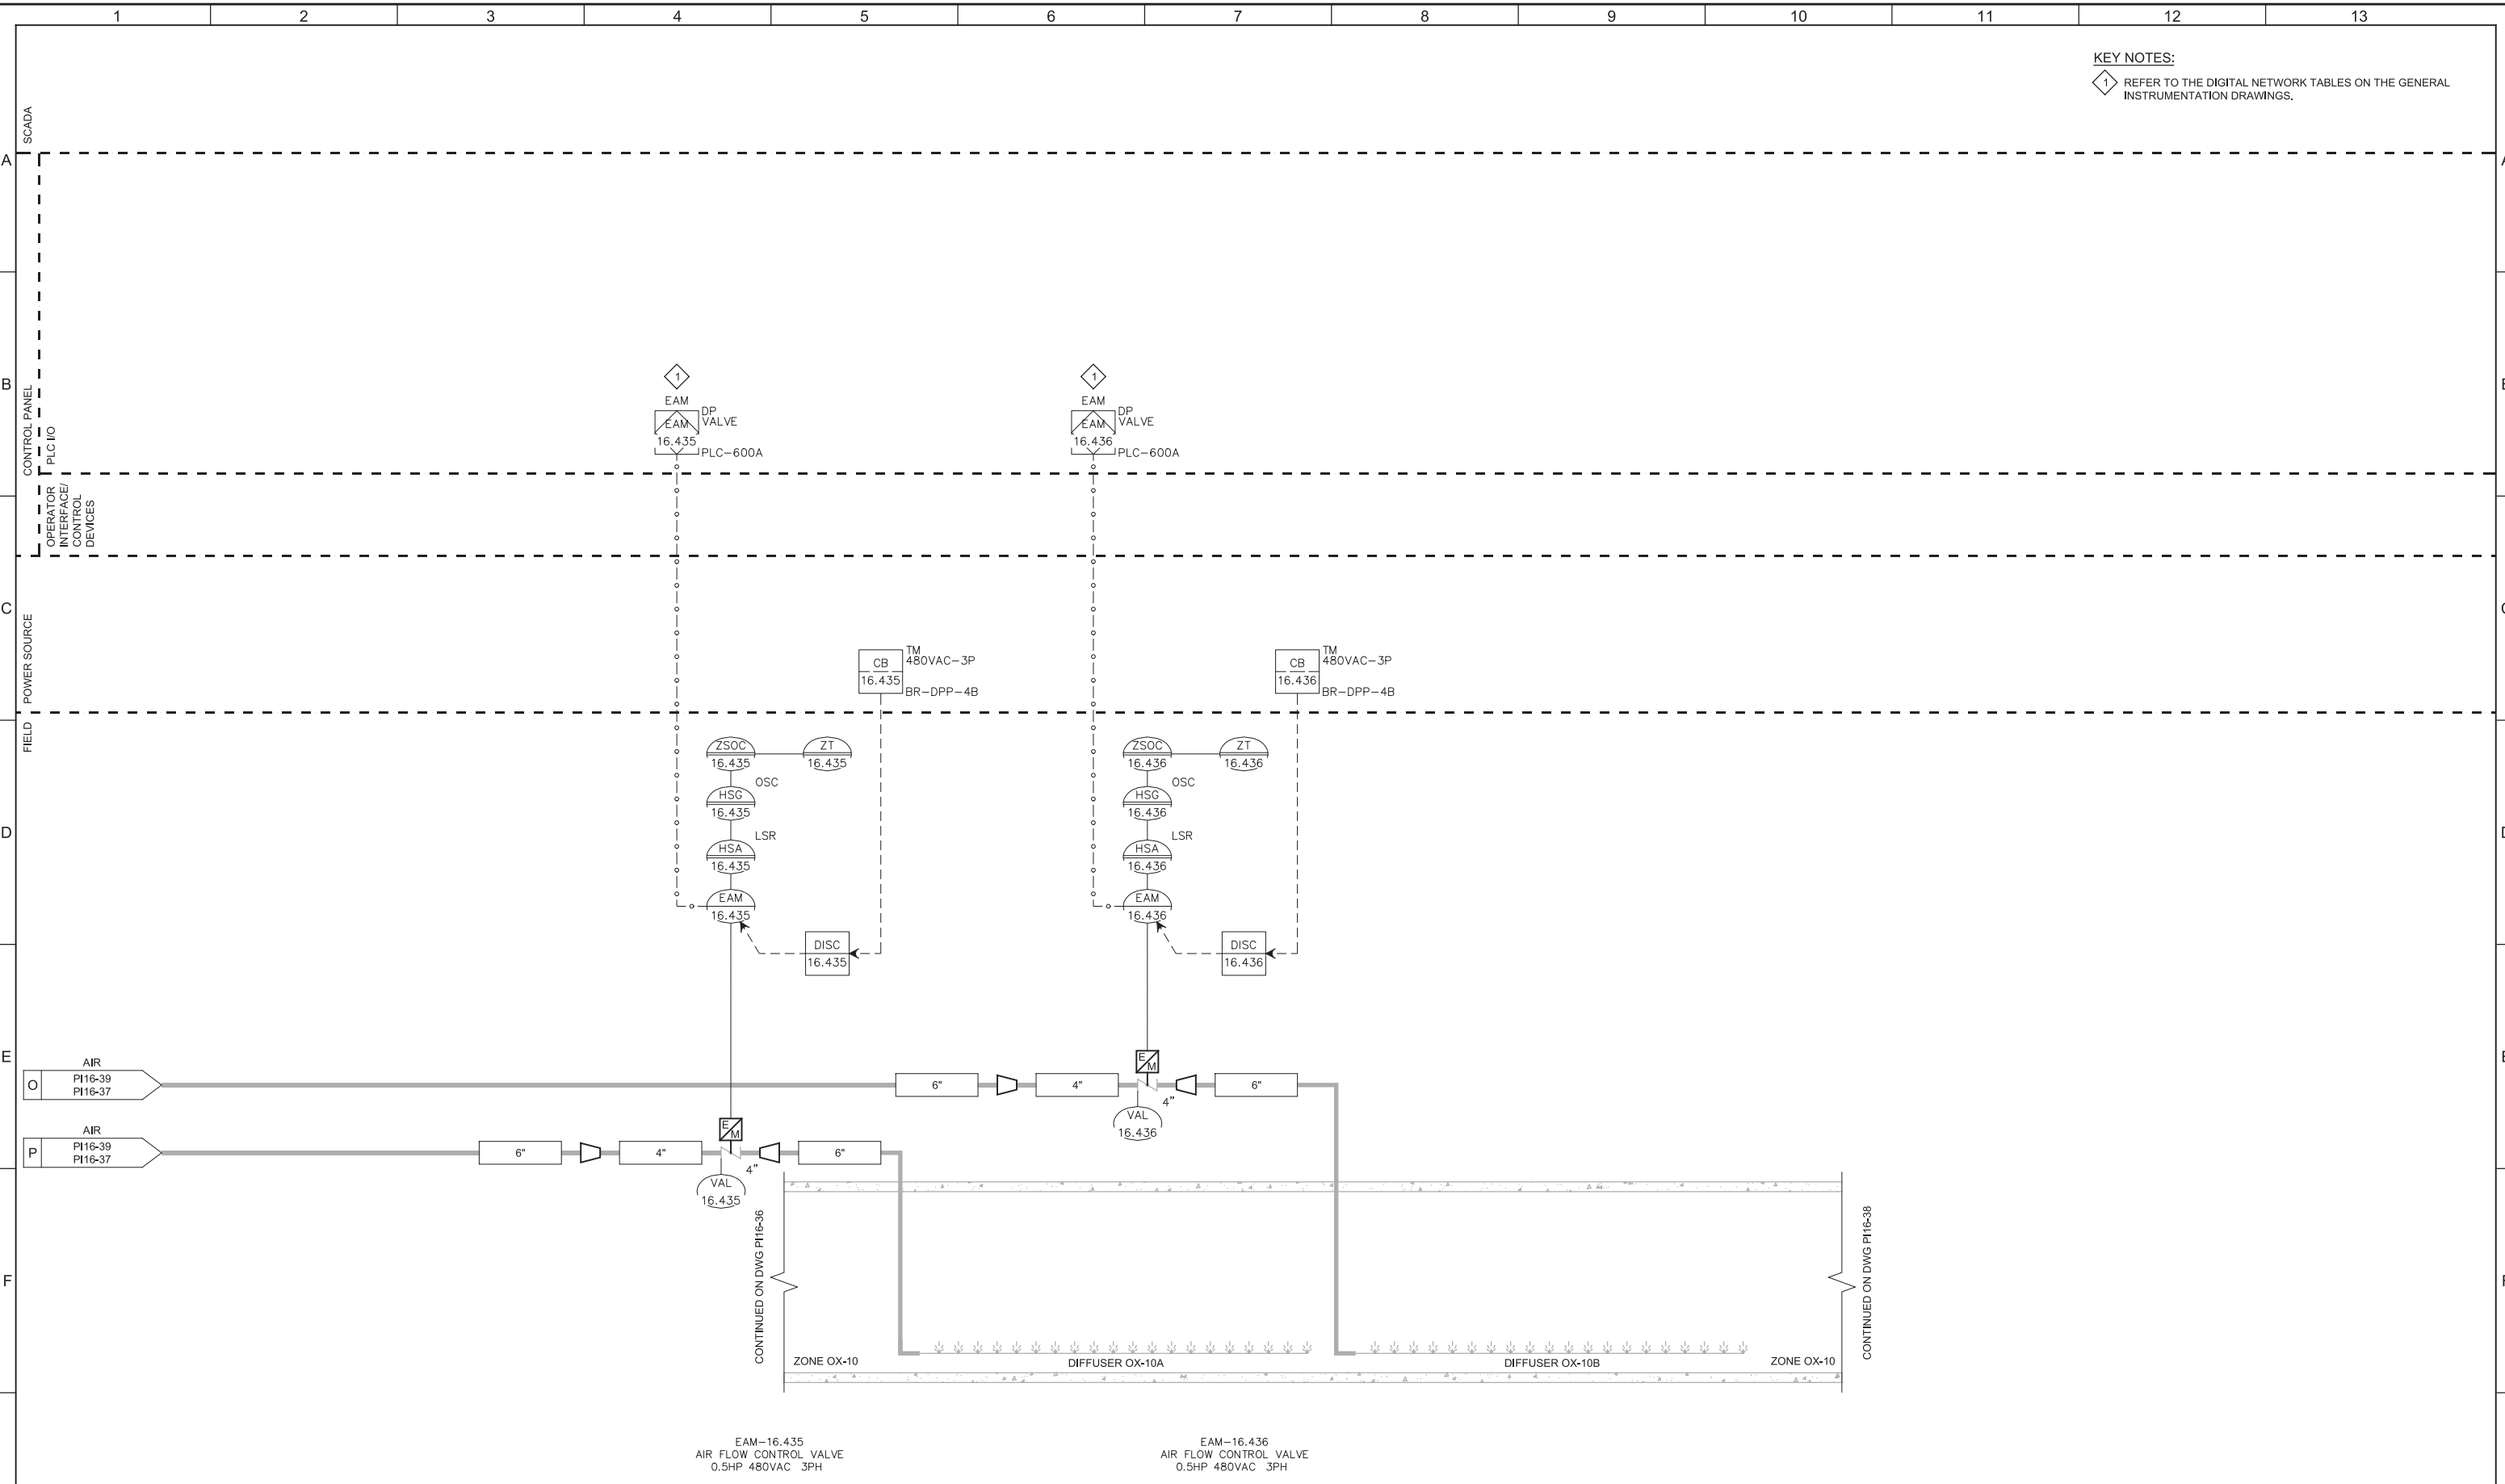 1 2 3 4 5 6 7 8 9 10 11 12 13
KEY NOTES:
1 REFER TO THE DIGITAL NETWORK TABLES ON THE GENERAL
INSTRUMENTATION DRAWINGS.
SCADA
A
B
CONTROL PANEL
PLC I/O
1
EAM
EAM
16.435
DP
VALVE
PLC-600A
1
EAM
EAM
16.436
DP
VALVE
PLC-600A
OPERATOR
INTERFACE/
CONTROL
DEVICES
C
POWER SOURCE
CB
16.435
TM
480VAC-3P
BR-DPP-4B
CB
16.436
TM
480VAC-3P
BR-DPP-4B
FIELD
D
ZSOC
16.435
ZT
16.435
OSC
HSG
16.435
LSR
HSA
16.435
EAM
16.435
DISC
16.435
ZSOC
16.436
ZT
16.436
OSC
HSG
16.436
LSR
HSA
16.436
EAM
16.436
DISC
16.436
E
AIR
O
PI16-39
PI16-37
6"
4"
E
M
4"
6"
VAL
16.436
AIR
P
PI16-39
PI16-37
6"
4"
E
M
4"
6"
VAL
16.435
F
CONTINUED ON DWG PI16-36
CONTINUED ON DWG PI16-38
ZONE OX-10
DIFFUSER OX-10A
DIFFUSER OX-10B
ZONE OX-10
EAM-16.435
AIR FLOW CONTROL VALVE
0.5HP 480VAC 3PH
EAM-16.436
AIR FLOW CONTROL VALVE
0.5HP 480VAC 3PH